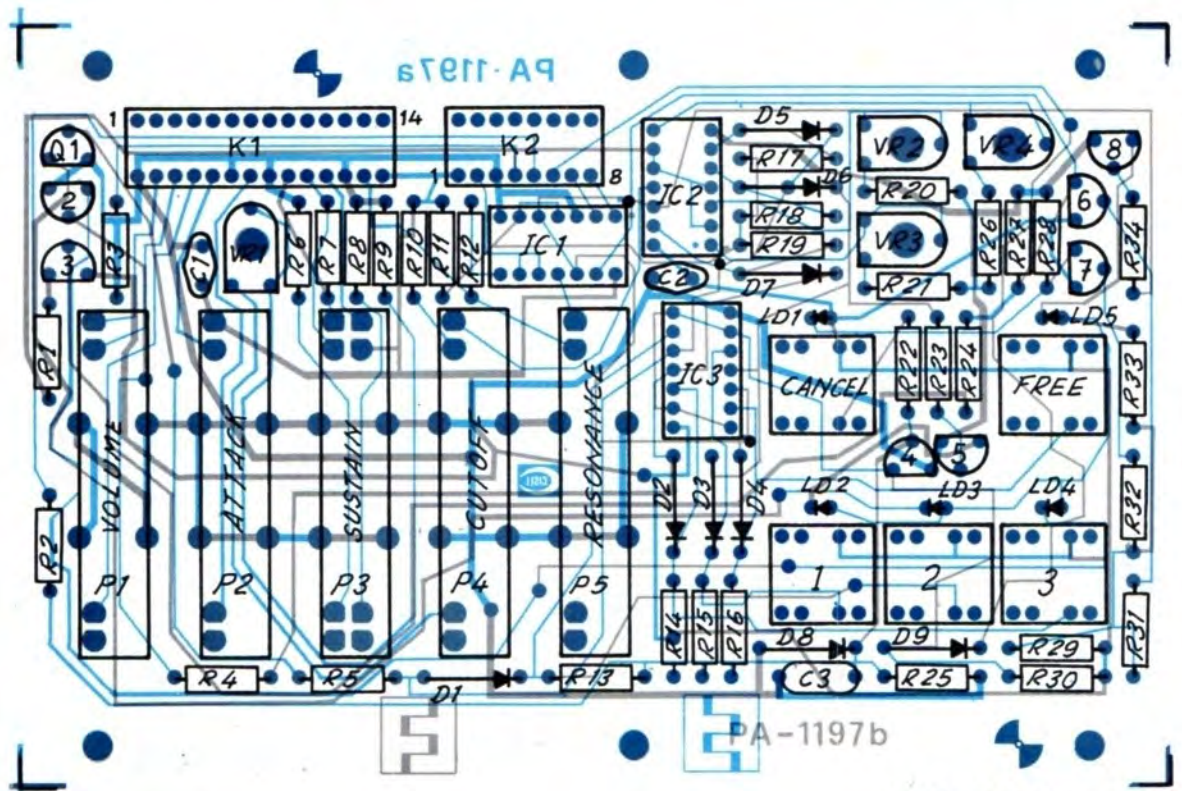 PA-1197a
1
14
K1
K2
1
8
Q1
2
3
R3
C1
VR1
R6
R7
R8
R9
R10
R11
R12
IC1
IC2
C2
D5
R17
D6
R18
R19
D7
VR2
VR4
R20
VR3
R21
R26
R27
R28
8
6
7
R34
R1
R2
VOLUME
P1
ATTACK
P2
SUSTAIN
P3
CUTOFF
P4
RESONANCE
P5
IC3
LD1
LD5
CANCEL
R22
R23
R24
FREE
R33
4
5
D2
D3
D4
LD2
LD3
LD4
R32
1
2
3
R14
R15
R16
D8
D9
R29
R31
R4
R5
D1
R13
C3
R25
R30
PA-1197b